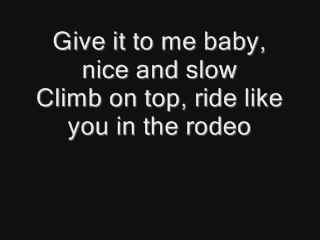 Give it to me baby,
nice and slow
Climb on top, ride like
you in the rodeo